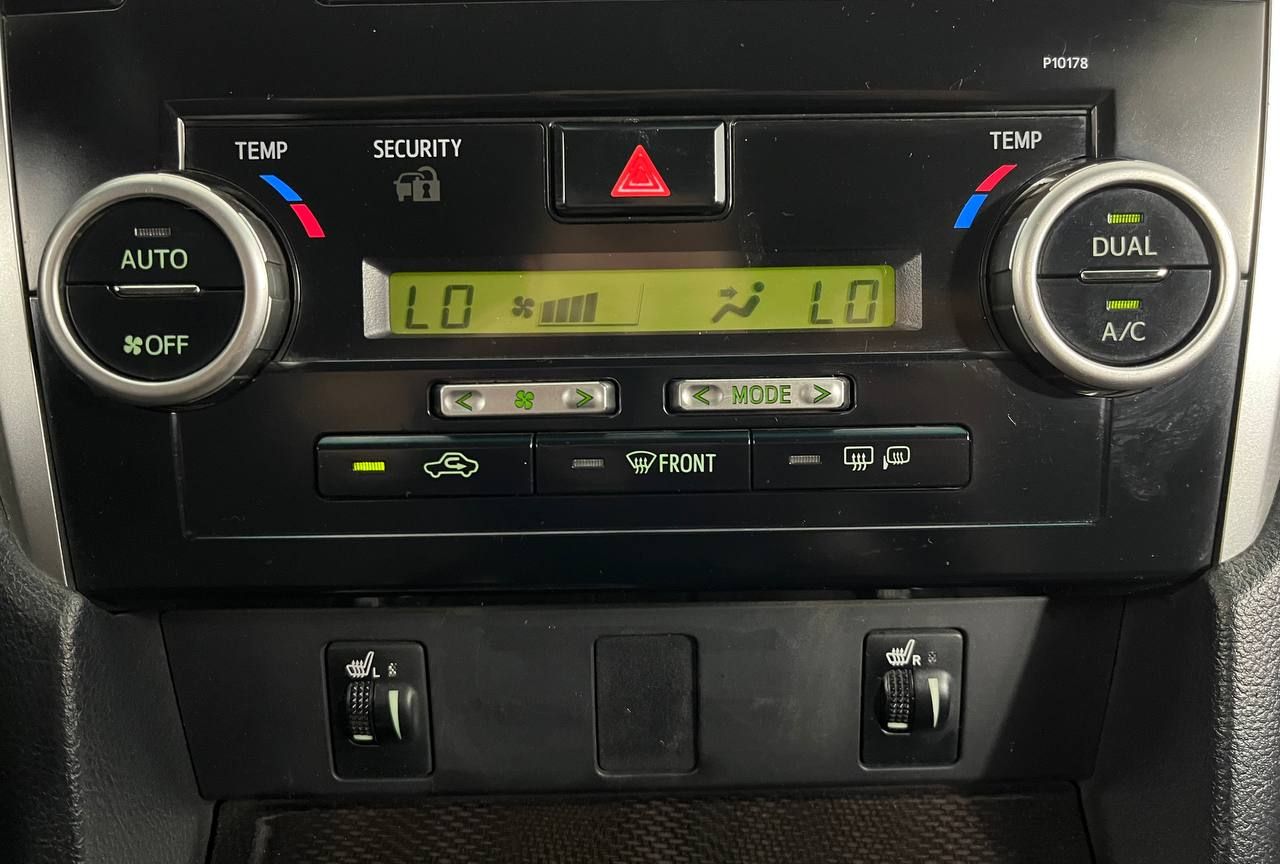 P10178
TEMP
SECURITY
TEMP
AUTO
OFF
DUAL
A/C
LO
LO
< >
< MODE >
FRONT
L
R